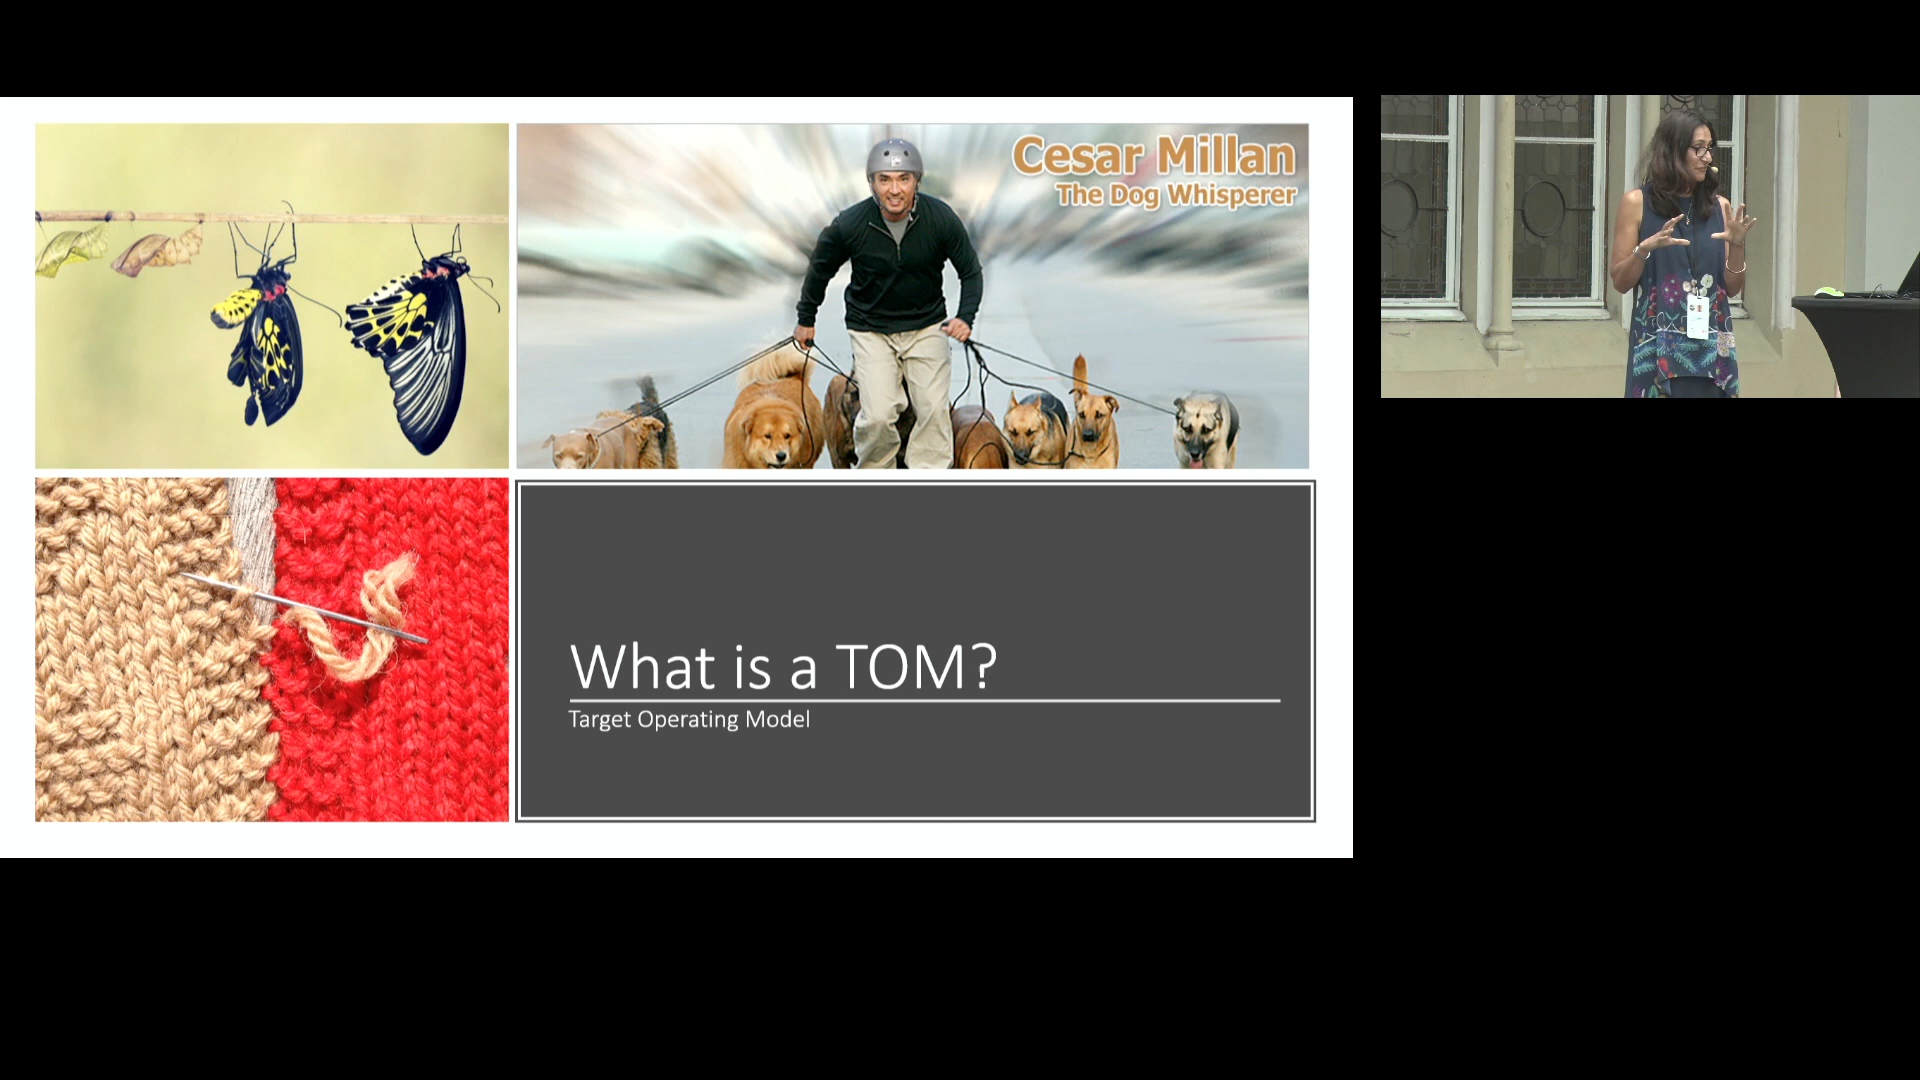 Cesar Millan
The Dog Whisperer
What is a TOM?
Target Operating Model